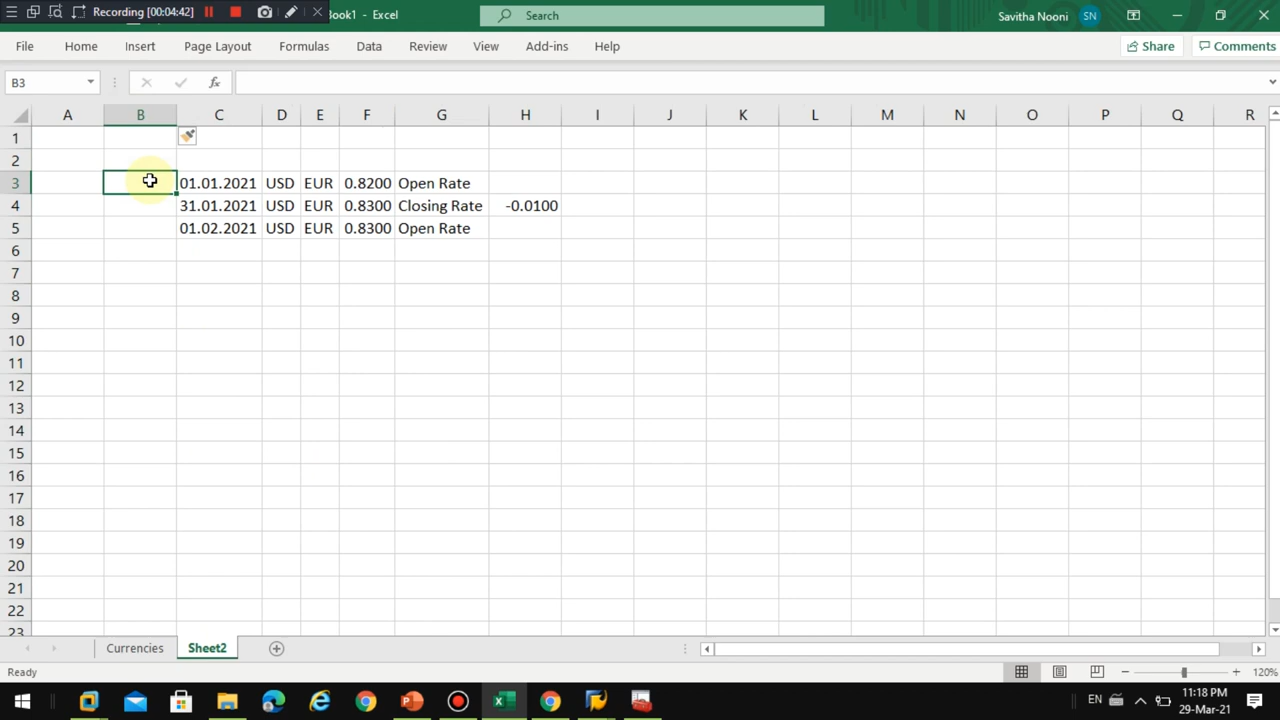 Recording (00:04:42)
Book1 - Excel
Search
Savitha Nooni
SN
File Home Insert Page Layout Formulas Data Review View Add-ins Help
Share
Comments
B3
fx
A B C D E F G H I J K L M N O P Q R
1
2
3 01.01.2021 USD EUR 0.8200 Open Rate
4 31.01.2021 USD EUR 0.8300 Closing Rate -0.0100
5 01.02.2021 USD EUR 0.8300 Open Rate
6
7
8
9
10
11
12
13
14
15
16
17
18
19
20
21
22
23
Currencies Sheet2
Ready
120%
EN
11:18 PM
29-Mar-21